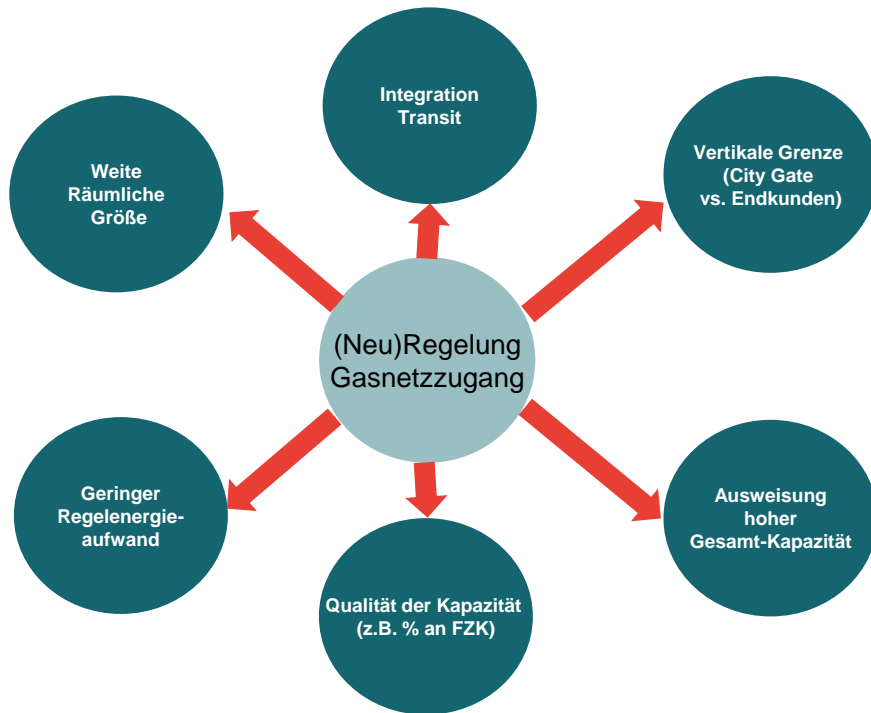 Integration
Transit
Weite
Räumliche
Größe
Vertikale Grenze
(City Gate
vs. Endkunden)
(Neu)Regelung
Gasnetzzugang
Geringer
Regelenergie-
aufwand
Ausweisung
hoher
Gesamt-Kapazität
Qualität der Kapazität
(z.B. % an FZK)